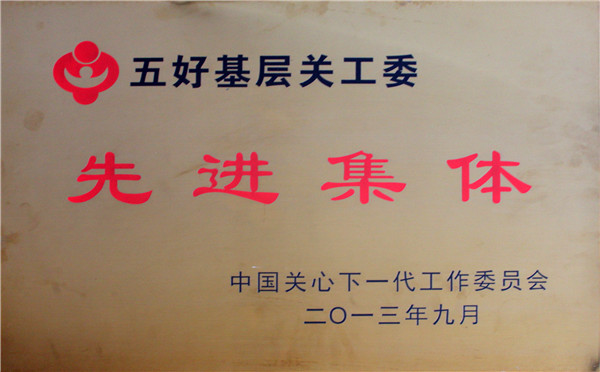 五好基层关工委
先进集体
中国关心下一代工作委员会
二〇一三年九月